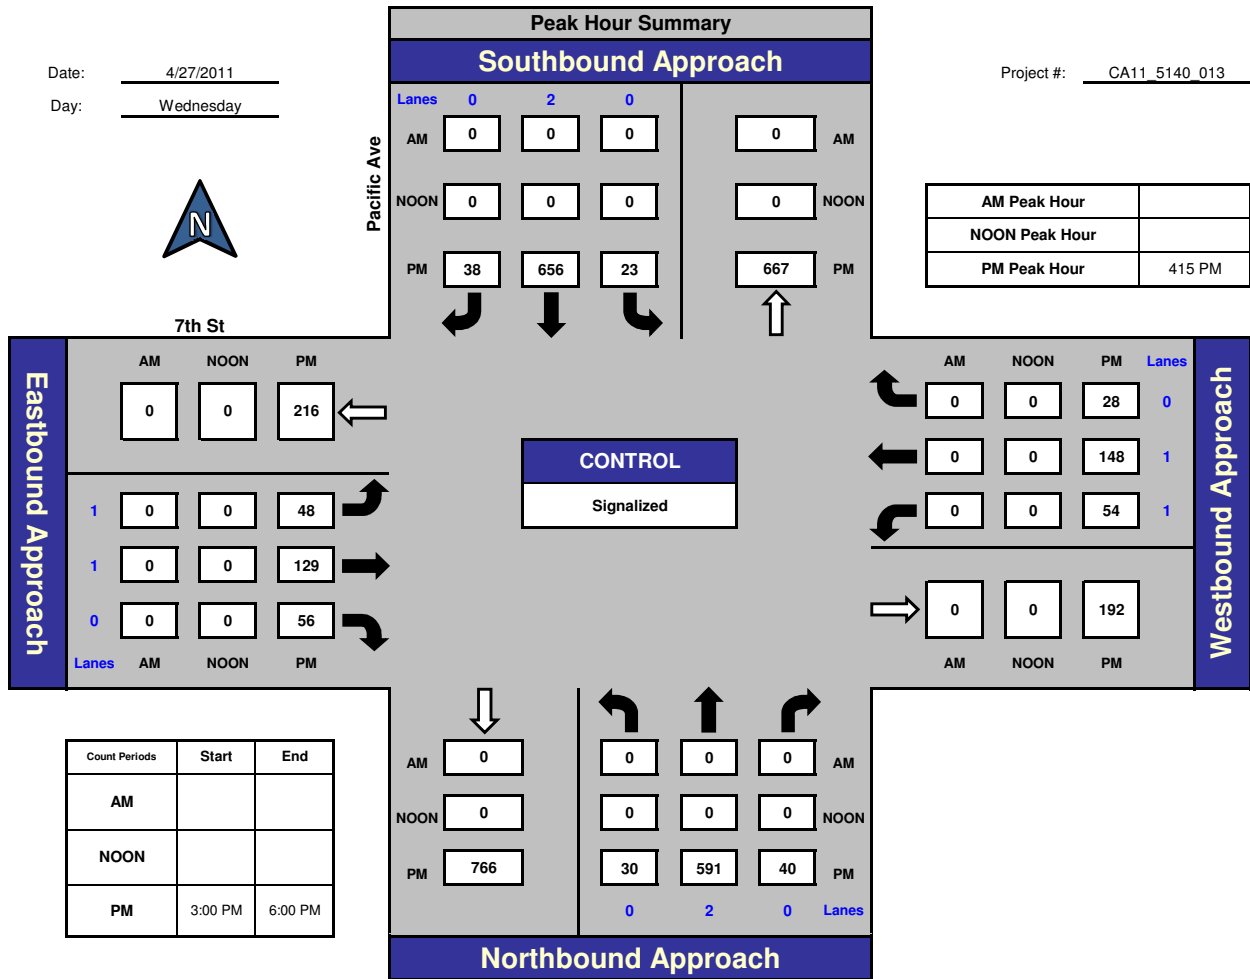 Peak Hour Summary
Southbound Approach
Date: 4/27/2011
Project #: CA11_5140_013
Day: Wednesday
Lanes 0 2 0
Pacific Ave
AM 0 0 0 0 AM
N
NOON 0 0 0 0 NOON
AM Peak Hour
NOON Peak Hour
PM Peak Hour 415 PM
PM 38 656 23 667 PM
7th St
Eastbound Approach
AM NOON PM
0 0 216
1 0 0 48
1 0 0 129
0 0 0 56
Lanes AM NOON PM
CONTROL
Signalized
AM NOON PM Lanes
0 0 28 0
0 0 148 1
0 0 54 1
0 0 192
AM NOON PM
Westbound Approach
Count Periods Start End
AM
NOON
PM 3:00 PM 6:00 PM
AM 0 0 0 0 AM
NOON 0 0 0 0 NOON
PM 766 30 591 40 PM
0 2 0 Lanes
Northbound Approach